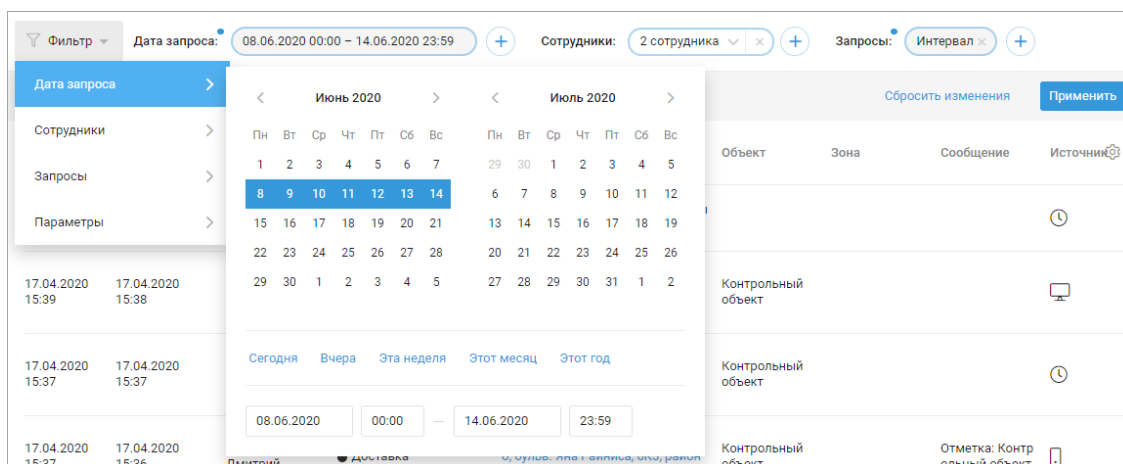 Фильтр Дата запроса: 08.06.2020 00:00 – 14.06.2020 23:59 + Сотрудники: 2 сотрудника × + Запросы: Интервал × +
Дата запроса
Сотрудники
Запросы
Параметры
Июнь 2020 Июль 2020
Пн Вт Ср Чт Пт Сб Вс Пн Вт Ср Чт Пт Сб Вс
1 2 3 4 5 6 7 29 30 1 2 3 4 5
8 9 10 11 12 13 14 6 7 8 9 10 11 12
15 16 17 18 19 20 21 13 14 15 16 17 18 19
22 23 24 25 26 27 28 20 21 22 23 24 25 26
29 30 1 2 3 4 5 27 28 29 30 31 1 2
Сегодня Вчера Эта неделя Этот месяц Этот год
08.06.2020 00:00 — 14.06.2020 23:59
Сбросить изменения Применить
Объект Зона Сообщение Источник
17.04.2020 17.04.2020 Контрольный
15:39 15:38 объект
17.04.2020 17.04.2020 Контрольный
15:37 15:37 объект
17.04.2020 17.04.2020 Контрольный Отметка: Контр
15:37 15:36 Дмитрий Доставка район объект ольный объект